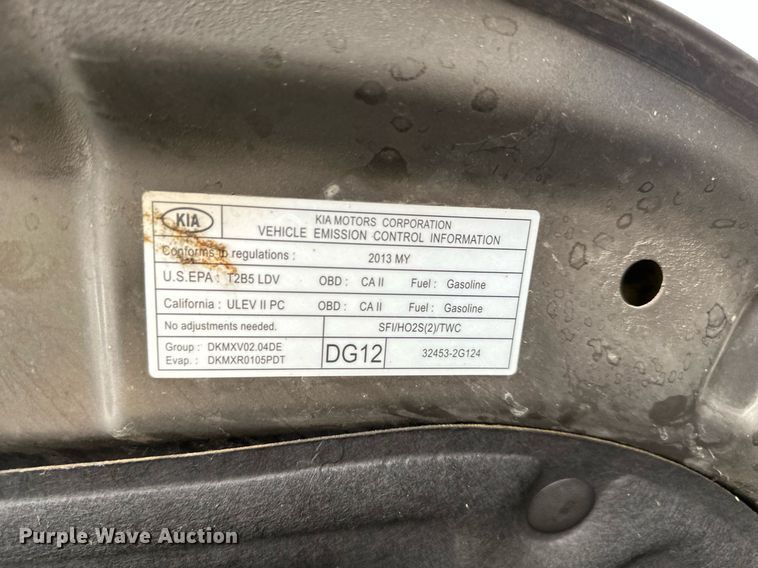 KIA
KIA MOTORS CORPORATION
VEHICLE EMISSION CONTROL INFORMATION
Conforms to regulations : 2013 MY
U.S.EPA : T2B5 LDV OBD : CA II Fuel : Gasoline
California : ULEV II PC OBD : CA II Fuel : Gasoline
No adjustments needed. SFI/HO2S(2)/TWC
Group : DKMXV02.04DE
Evap. : DKMXR0105PDT
DG12
32453-2G124
Purple Wave Auction